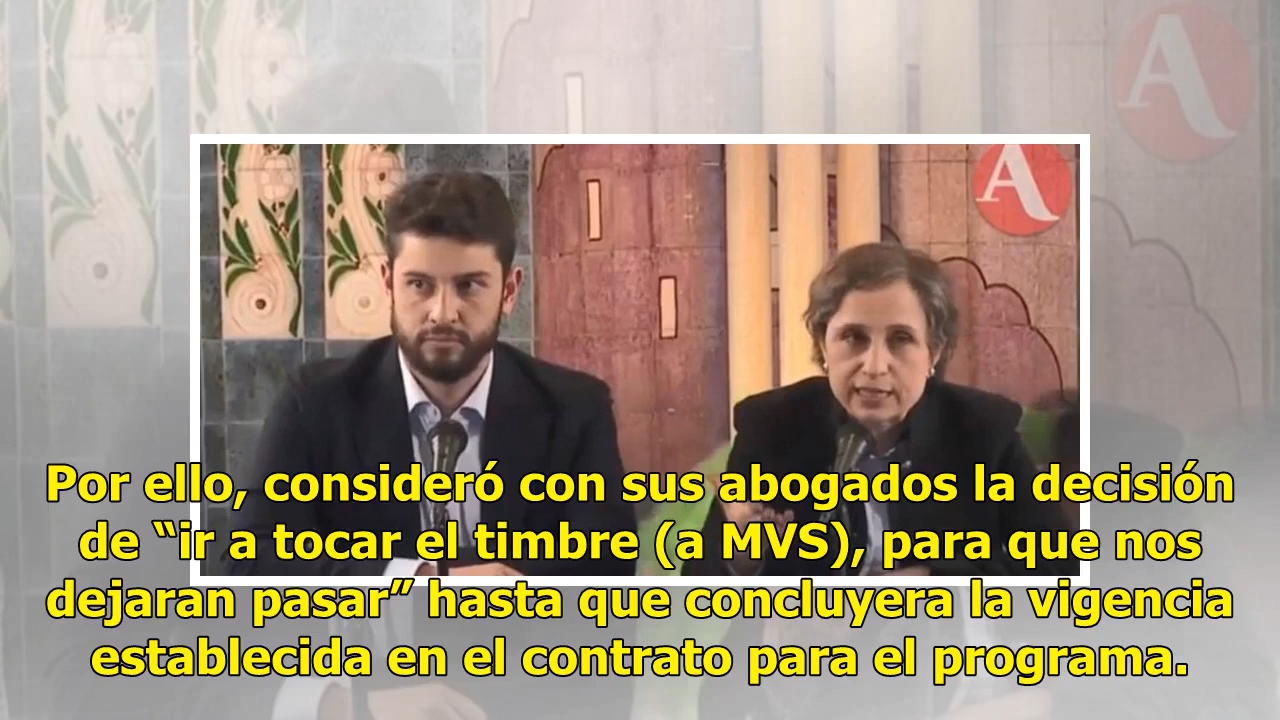 A
A
Por ello, consideró con sus abogados la decisión
de “ir a tocar el timbre (a MVS), para que nos
dejaran pasar” hasta que concluyera la vigencia
establecida en el contrato para el programa.